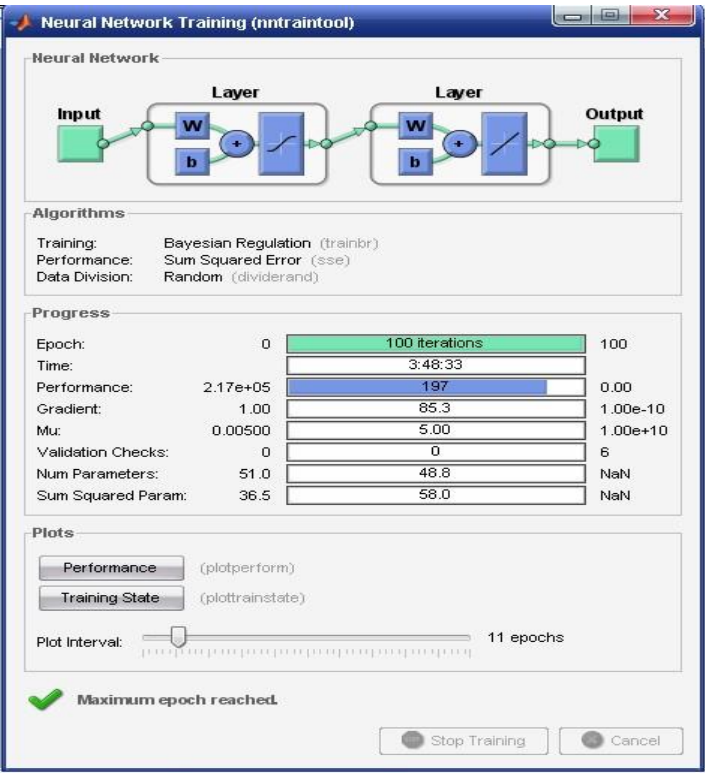 Neural Network Training (nntraintool)
Neural Network
Layer Layer
Input Output
W W
b b
+ +
Algorithms
Training: Bayesian Regulation (trainbr)
Performance: Sum Squared Error (sse)
Data Division: Random (dividerand)
Progress
Epoch: 0 100 iterations 100
Time: 3:48:33
Performance: 2.17e+05 197 0.00
Gradient: 1.00 85.3 1.00e-10
Mu: 0.00500 5.00 1.00e+10
Validation Checks: 0 0 6
Num Parameters: 51.0 48.8 NaN
Sum Squared Param: 36.5 58.0 NaN
Plots
Performance (plotperform)
Training State (plottrainstate)
Plot Interval: 11 epochs
Maximum epoch reached.
Stop Training Cancel